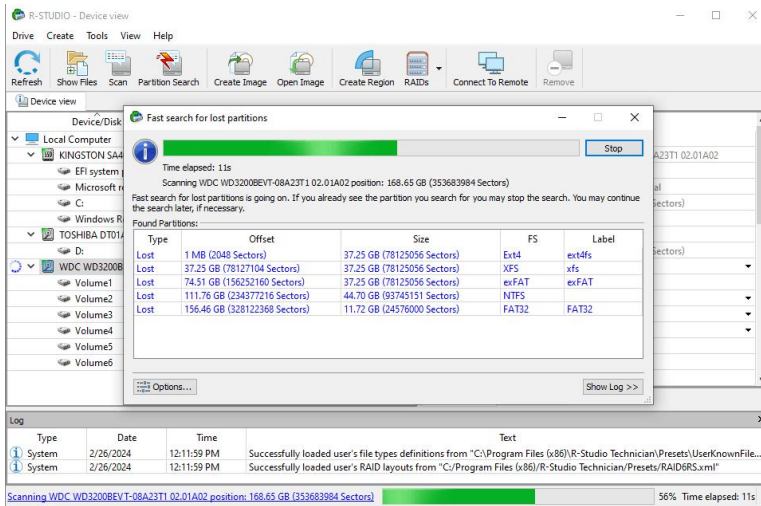 R-STUDIO - Device view
Drive Create Tools View Help
Refresh Show Files Scan Partition Search Create Image Open Image Create Region RAIDs Connect To Remote Remove
Device view
Device/Disk
Local Computer
KINGSTON SA4
A23T1 02.01A02
EFI system
Microsoft
C:
Sectors)
Windows
TOSHIBA DT01
D:
Sectors)
WDC WD3200B
Volume1
Volume2
Volume3
Volume4
Volume5
Volume6
Fast search for lost partitions
Stop
Time elapsed: 11s
Scanning WDC WD3200BEVT-08A23T1 02.01A02 position: 168.65 GB (353683984 Sectors)
Fast search for lost partitions is going on. If you already see the partition you search for you may stop the search. You may continue
the search later, if necessary.
Found Partitions:
Type Offset Size FS Label
Lost 1 MB (2048 Sectors) 37.25 GB (78125056 Sectors) Ext4 ext4fs
Lost 37.25 GB (78127104 Sectors) 37.25 GB (78125056 Sectors) XFS xfs
Lost 74.51 GB (156252160 Sectors) 37.25 GB (78125056 Sectors) exFAT exFAT
Lost 111.76 GB (234377216 Sectors) 44.70 GB (93745151 Sectors) NTFS
Lost 156.46 GB (328122368 Sectors) 11.72 GB (24576000 Sectors) FAT32 FAT32
Options...
Show Log >>
Log
Type Date Time Text
System 2/26/2024 12:11:59 PM Successfully loaded user's file types definitions from "C:\Program Files (x86)\R-Studio Technician\Presets\UserKnownFile...
System 2/26/2024 12:11:59 PM Successfully loaded user's RAID layouts from "C:/Program Files (x86)/R-Studio Technician/Presets/RAID6RS.xml"
Scanning WDC WD3200BEVT-08A23T1 02.01A02 position: 168.65 GB (353683984 Sectors)
56% Time elapsed: 11s